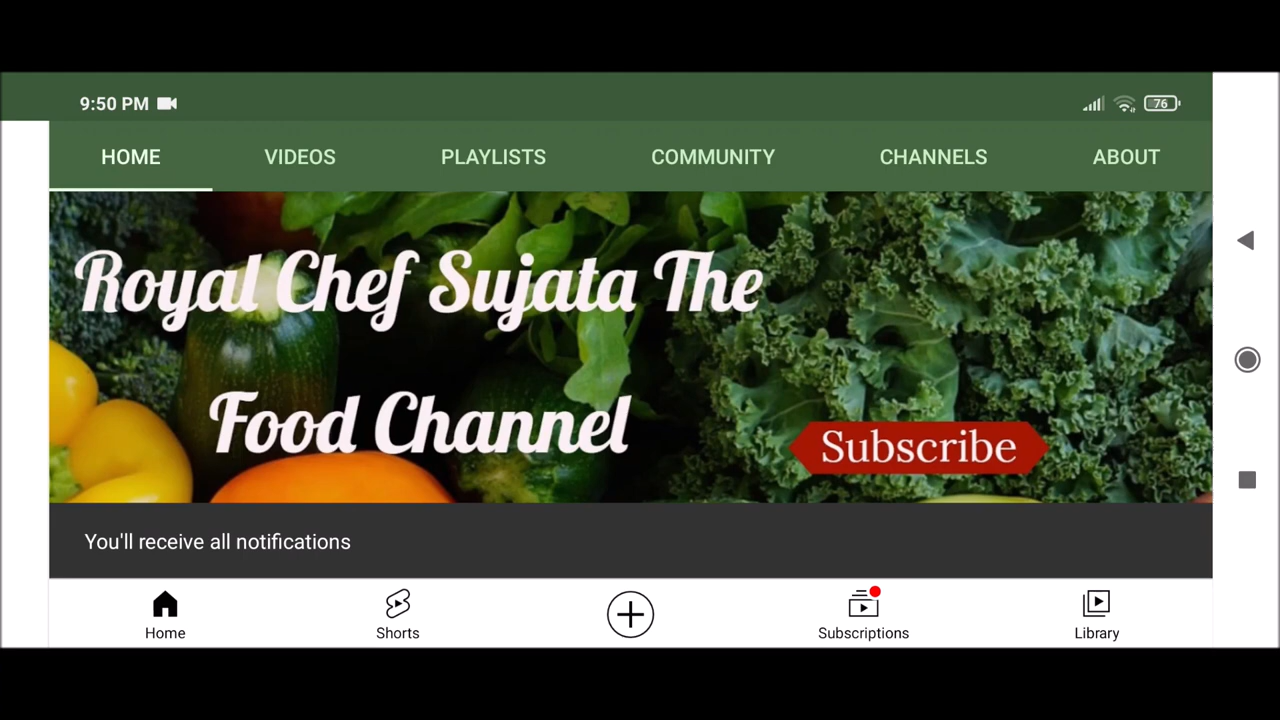 9:50 PM 76
HOME VIDEOS PLAYLISTS COMMUNITY CHANNELS ABOUT
Royal Chef Sujata The
Food Channel
Subscribe
You'll receive all notifications
Home Shorts Subscriptions Library